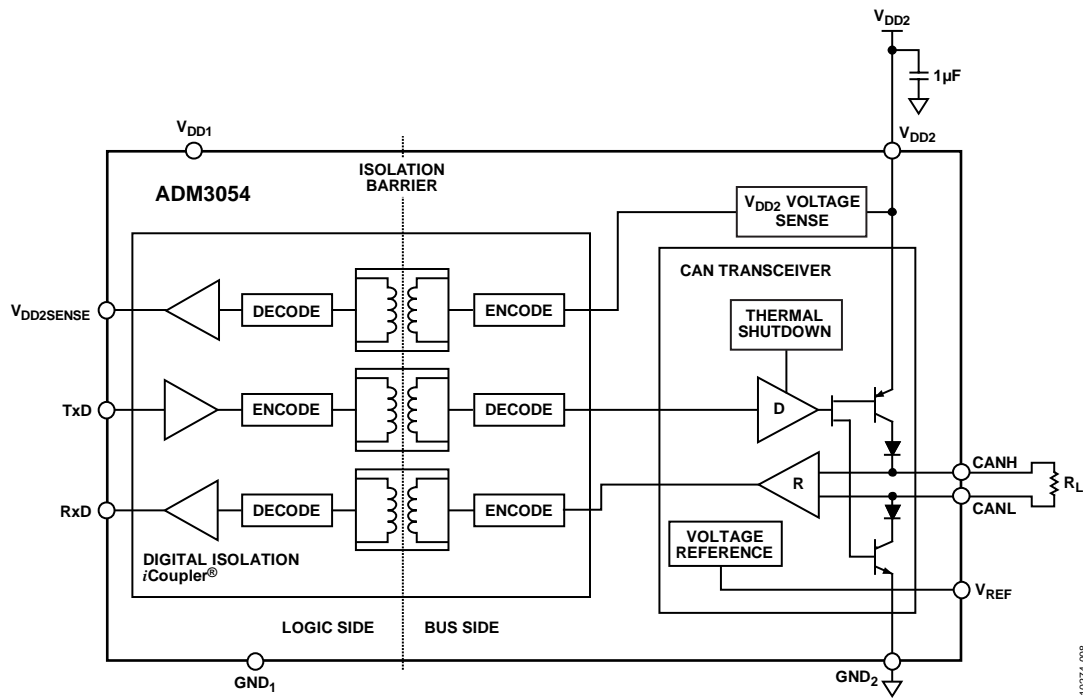 VDD2
1µF
VDD1
VDD2
ISOLATION
BARRIER
ADM3054
VDD2 VOLTAGE
SENSE
CAN TRANSCEIVER
VDD2SENSE
DECODE
ENCODE
THERMAL
SHUTDOWN
TxD
ENCODE
DECODE
D
CANH
RL
R
CANL
RxD
DECODE
ENCODE
VOLTAGE
REFERENCE
DIGITAL ISOLATION
iCoupler®
VREF
LOGIC SIDE
BUS SIDE
GND1
GND2
10274-008